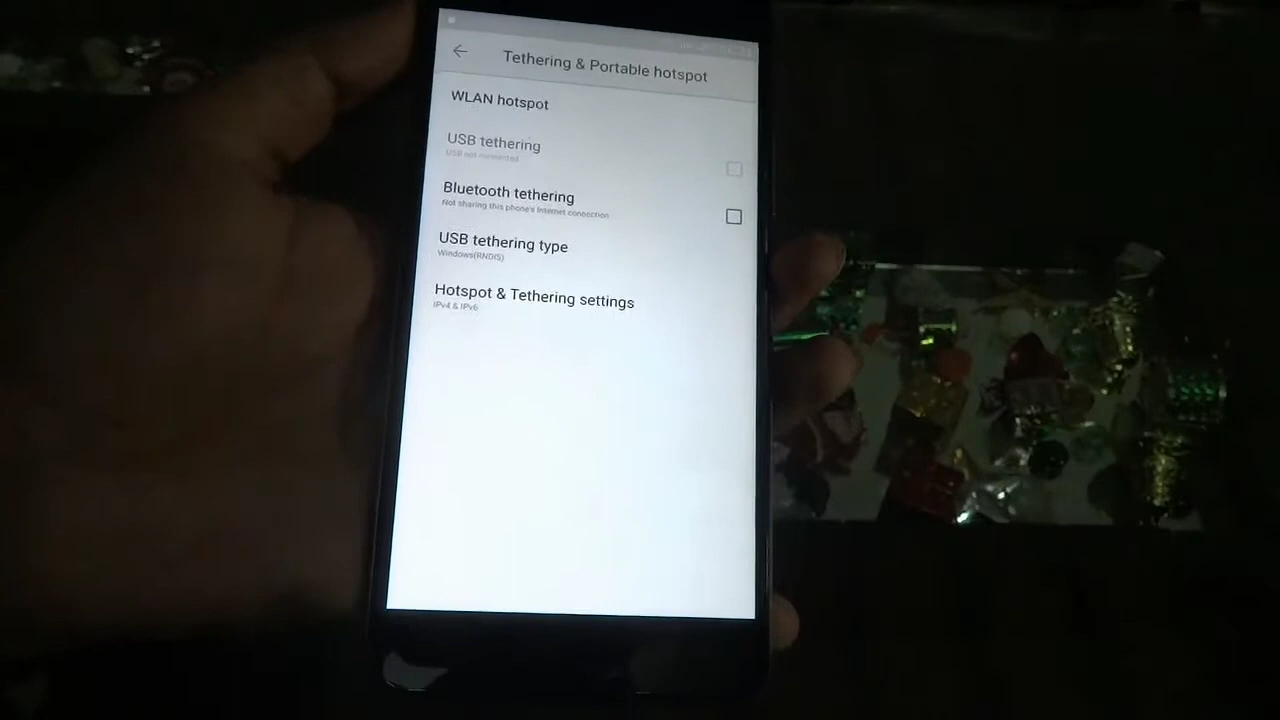 Tethering & Portable hotspot
WLAN hotspot
USB tethering
USB not connected
Bluetooth tethering
Not sharing this phone's Internet connection
USB tethering type
Windows(RNDIS)
Hotspot & Tethering settings
IPv4 & IPv6